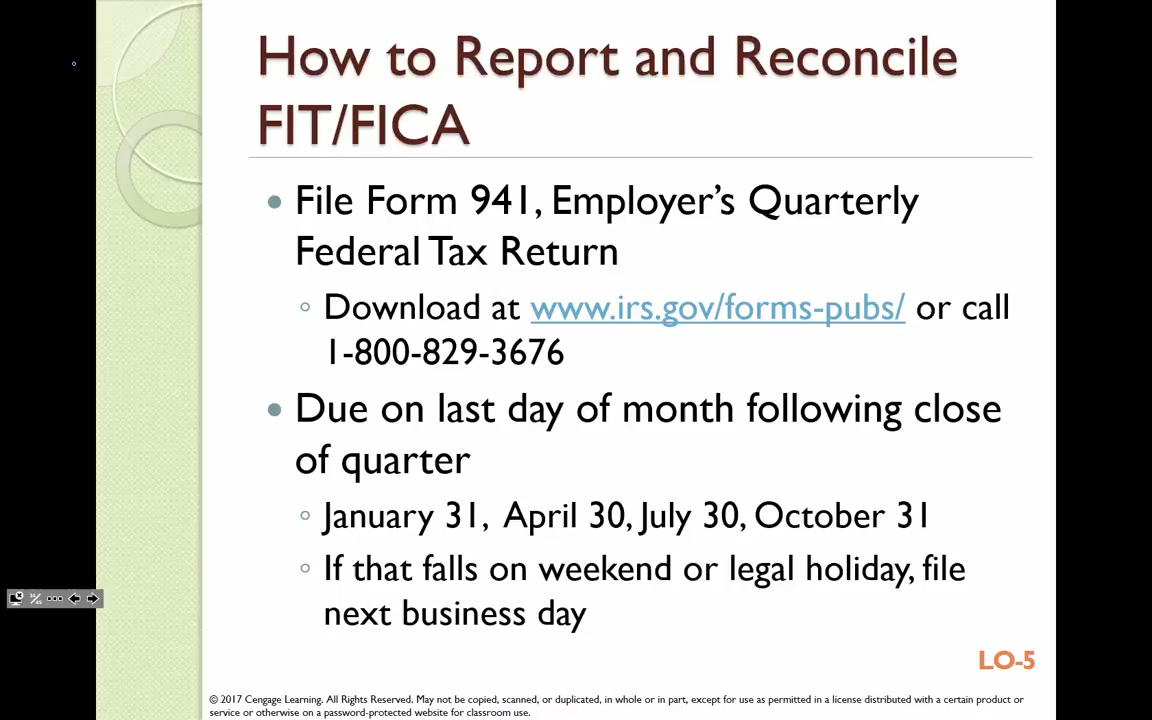 How to Report and Reconcile
FIT/FICA
File Form 941, Employer’s Quarterly
Federal Tax Return
Download at www.irs.gov/forms-pubs/ or call
1-800-829-3676
Due on last day of month following close
of quarter
January 31, April 30, July 30, October 31
If that falls on weekend or legal holiday, file
next business day
LO-5
© 2017 Cengage Learning. All Rights Reserved. May not be copied, scanned, or duplicated, in whole or in part, except for use as permitted in a license distributed with a certain product or
service or otherwise on a password-protected website for classroom use.